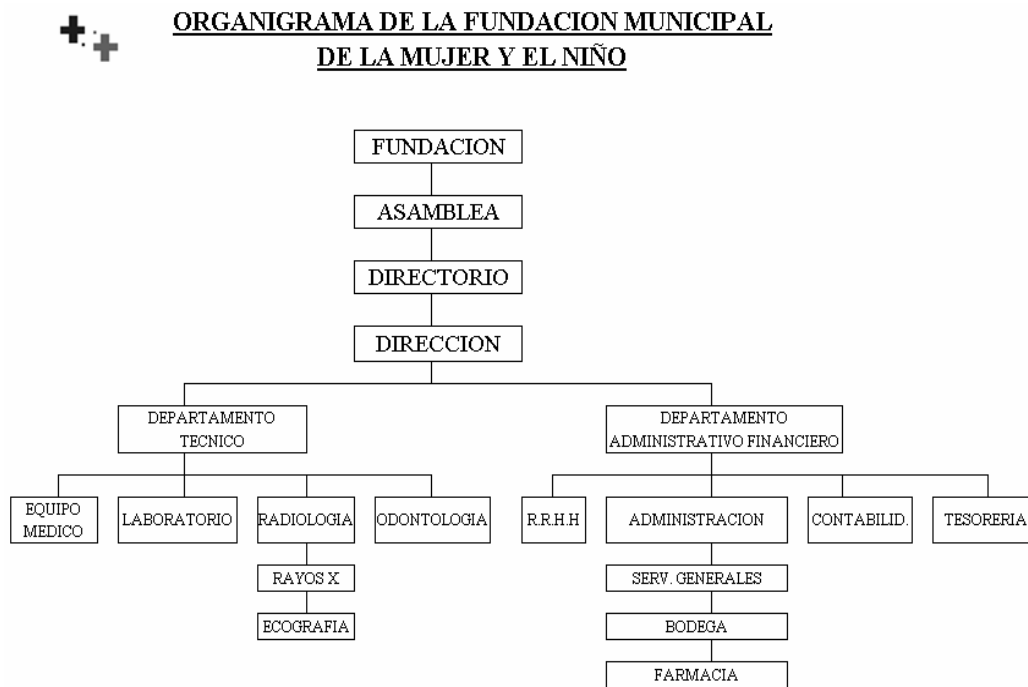 ORGANIGRAMA DE LA FUNDACION MUNICIPAL
DE LA MUJER Y EL NIÑO
FUNDACION
ASAMBLEA
DIRECTORIO
DIRECCION
DEPARTAMENTO
TECNICO
DEPARTAMENTO
ADMINISTRATIVO FINANCIERO
EQUIPO
MEDICO
LABORATORIO
RADIOLOGIA
ODONTOLOGIA
R.R.H.H
ADMINISTRACION
CONTABILID.
TESORERIA
RAYOS X
SERV. GENERALES
ECOGRAFIA
BODEGA
FARMACIA